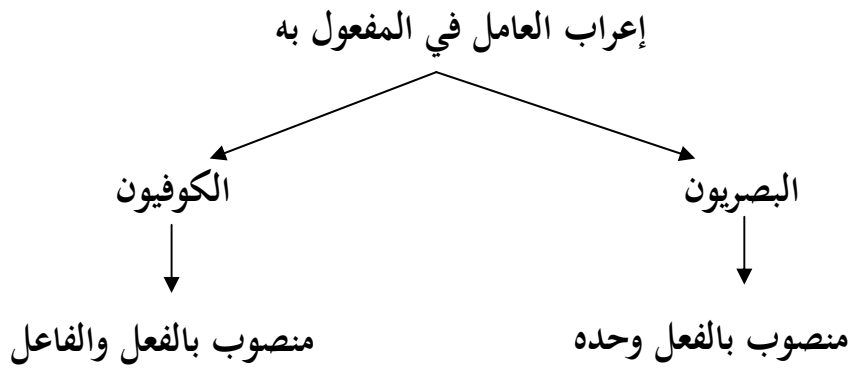 إعراب العامل في المفعول به
البصريون
الكوفيون
منصوب بالفعل وحده
منصوب بالفعل والفاعل